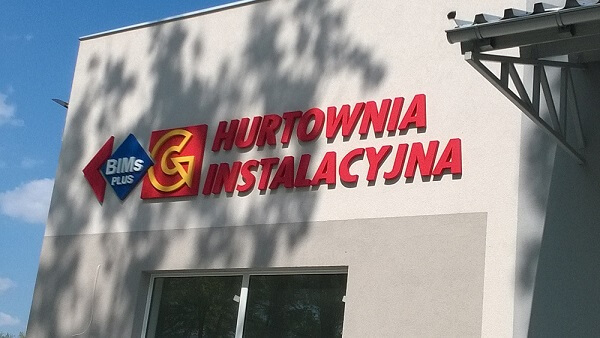 BIMs
PLUS
G
HURTOWNIA
INSTALACYJNA